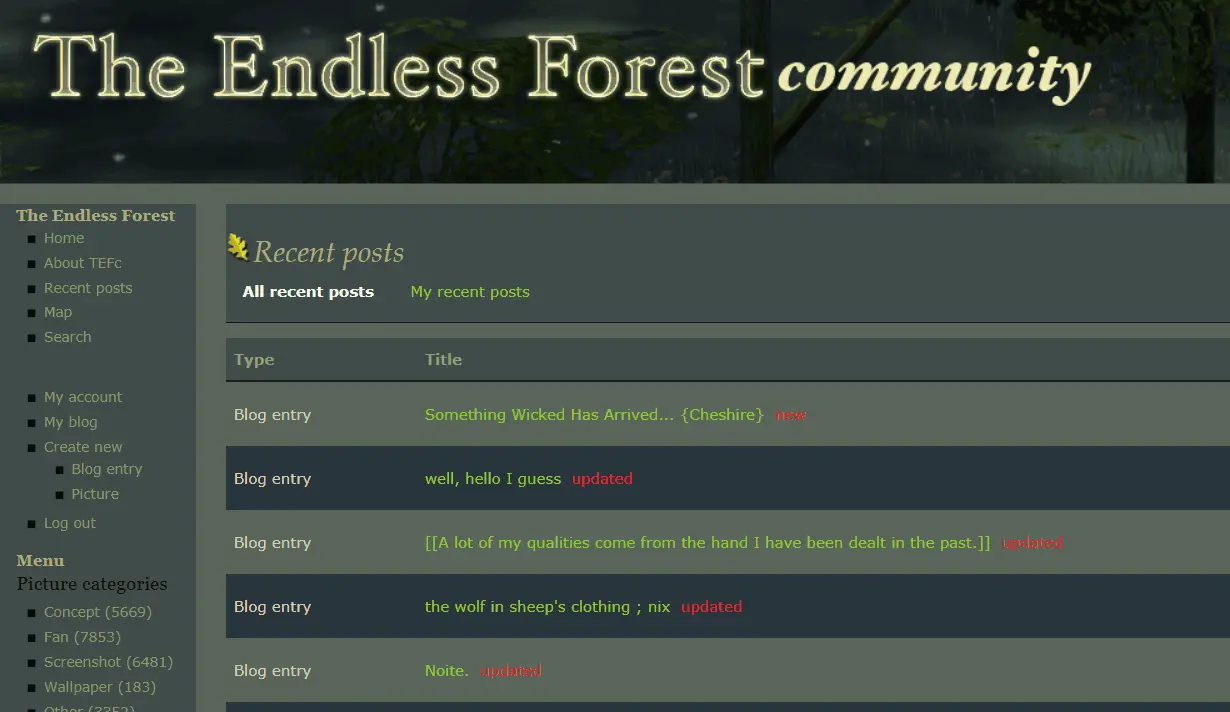 The Endless Forest community
The Endless Forest
Home
About TEFc
Recent posts
Map
Search
My account
My blog
Create new
Blog entry
Picture
Log out
Menu
Picture categories
Concept (5669)
Fan (7853)
Screenshot (6481)
Wallpaper (183)
Other (3352)
Recent posts
All recent posts My recent posts
Type Title
Blog entry Something Wicked Has Arrived... {Cheshire} new
Blog entry well, hello I guess updated
Blog entry [[A lot of my qualities come from the hand I have been dealt in the past.]] updated
Blog entry the wolf in sheep's clothing ; nix updated
Blog entry Noite. updated